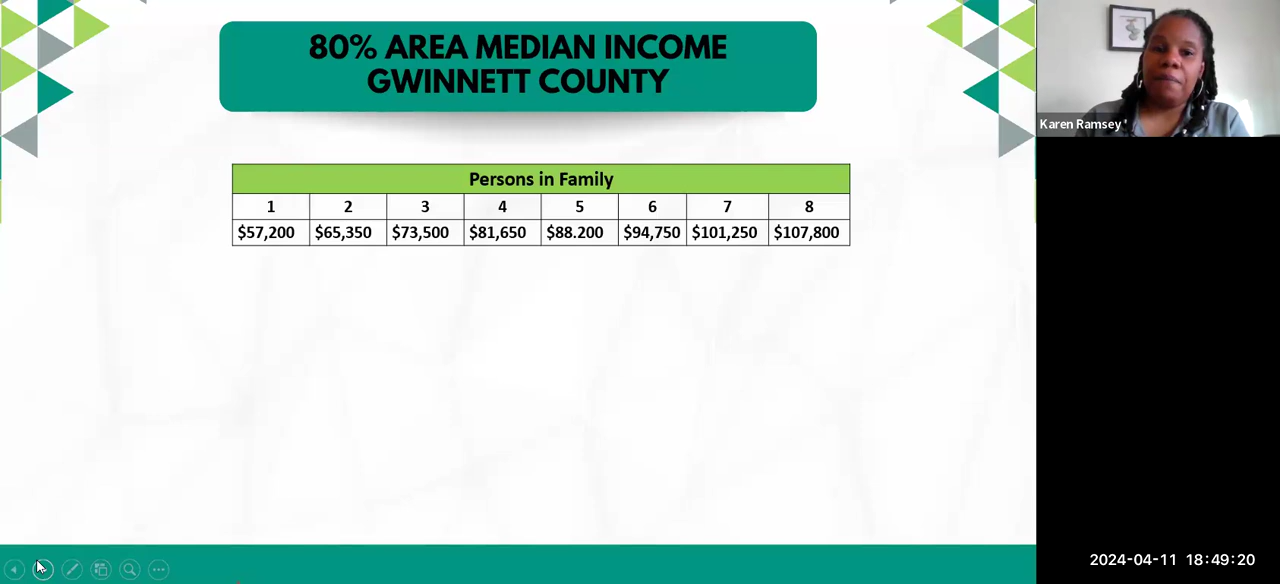 80% AREA MEDIAN INCOME
GWINNETT COUNTY
Persons in Family
1 2 3 4 5 6 7 8
$57,200 $65,350 $73,500 $81,650 $88.200 $94,750 $101,250 $107,800
Karen Ramsey
2024-04-11 18:49:20